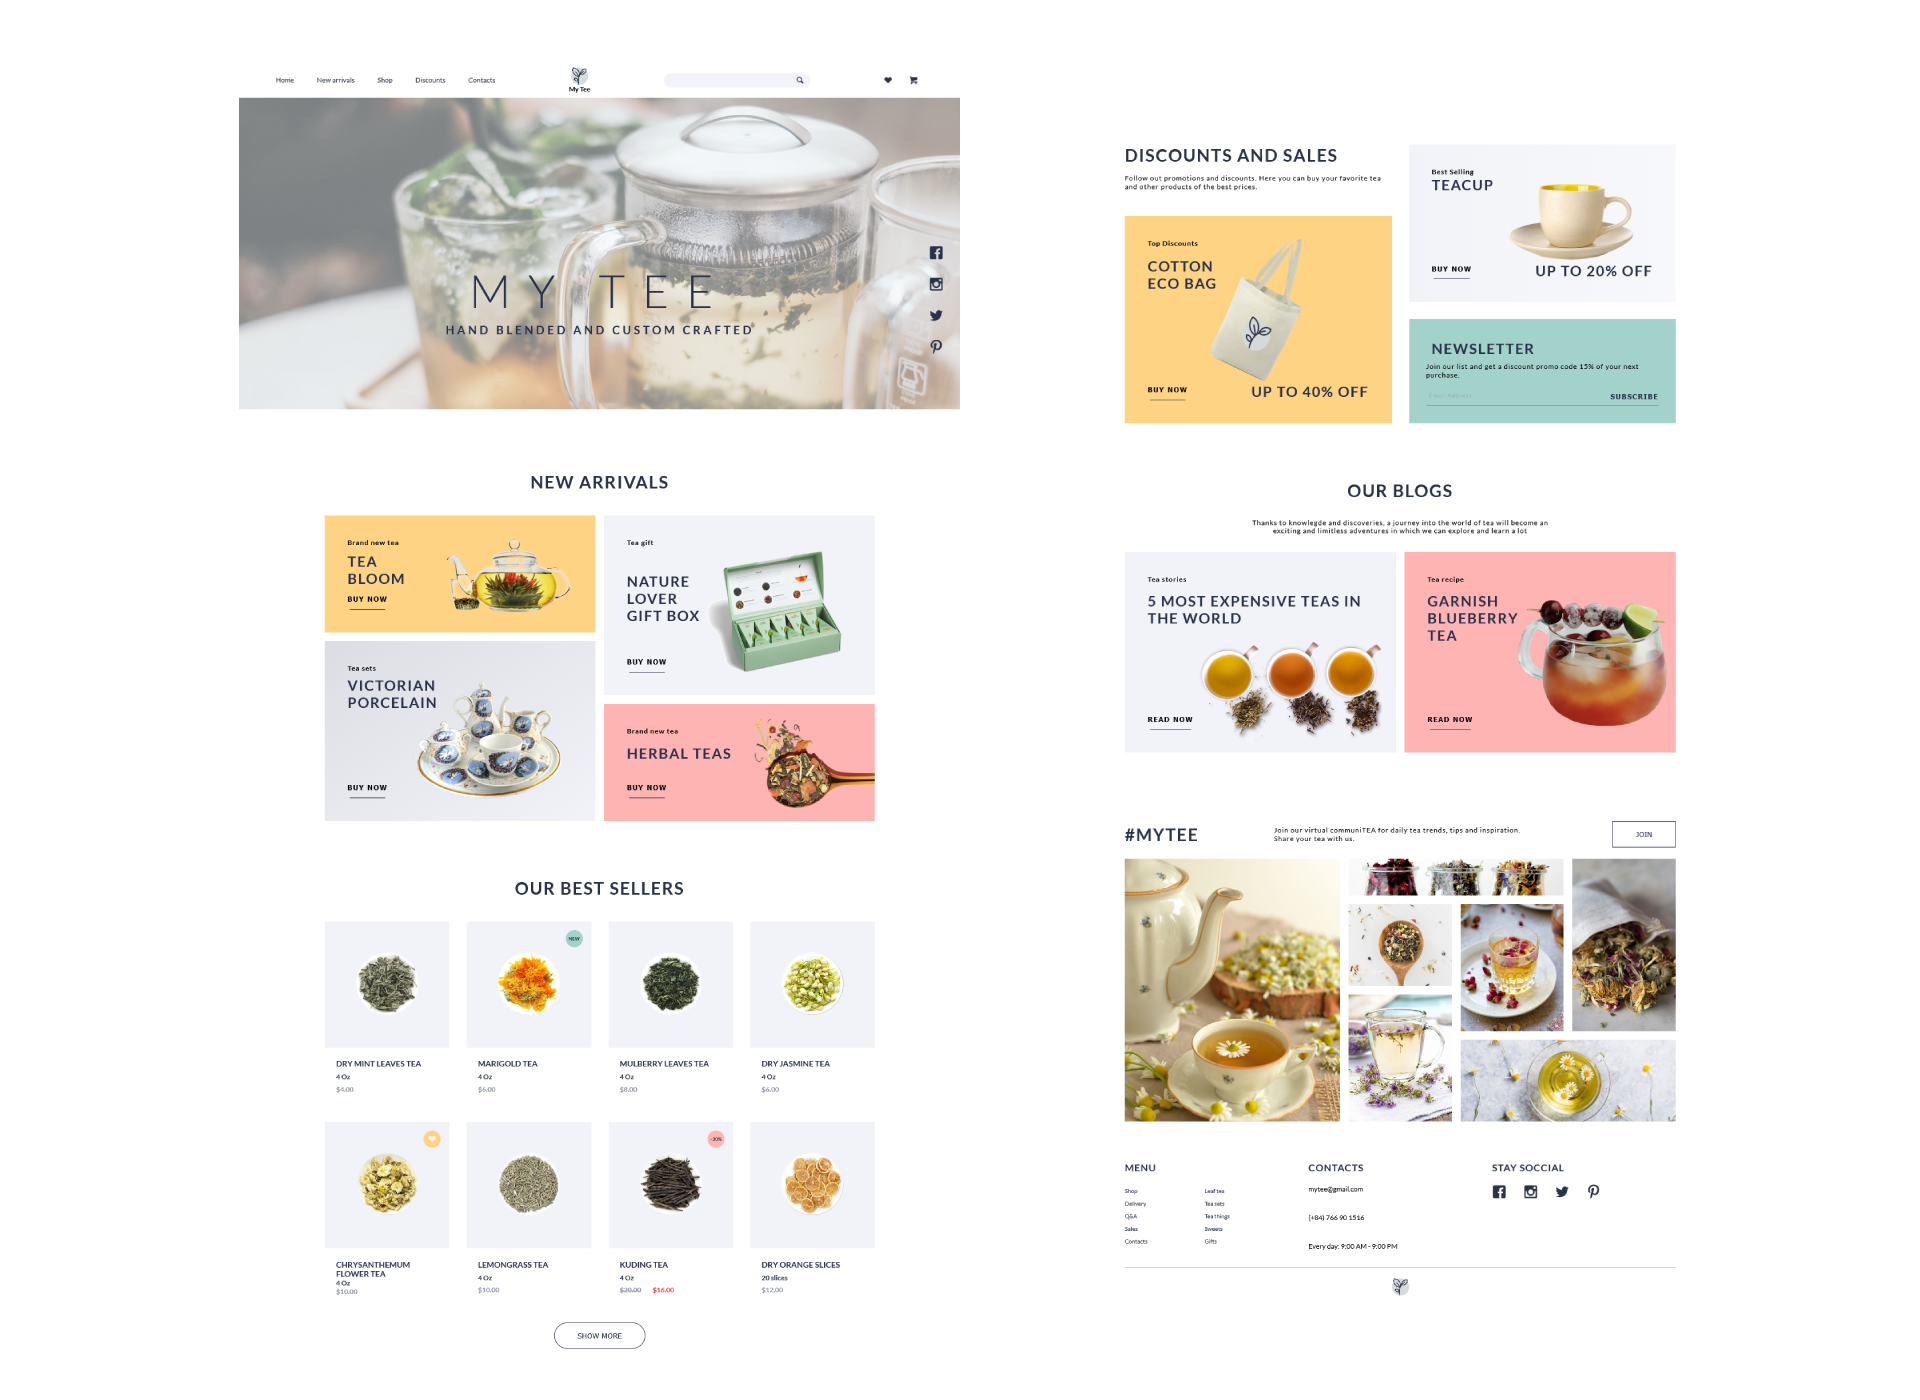 Home
New arrivals
Shop
Discounts
Contacts
My Tee
MY TEE
HAND BLENDED AND CUSTOM CRAFTED
NEW ARRIVALS
Brand new tea
TEA
BLOOM
BUY NOW
Tea gift
NATURE
LOVER
GIFT BOX
BUY NOW
Tea sets
VICTORIAN
PORCELAIN
BUY NOW
Brand new tea
HERBAL TEAS
BUY NOW
OUR BEST SELLERS
DRY MINT LEAVES TEA
4 Oz
$4.00
NEW
MARIGOLD TEA
4 Oz
$6.00
MULBERRY LEAVES TEA
4 Oz
$8.00
DRY JASMINE TEA
4 Oz
$6.00
CHRYSANTHEMUM
FLOWER TEA
4 Oz
$10.00
LEMONGRASS TEA
4 Oz
$10.00
KUDING TEA
4 Oz
$20.00 $16.00
DRY ORANGE SLICES
20 slices
$12.00
SHOW MORE
DISCOUNTS AND SALES
Follow out promotions and discounts. Here you can buy your favorite tea
and other products of the best prices.
Top Discounts
COTTON
ECO BAG
BUY NOW
UP TO 40% OFF
Best Selling
TEACUP
BUY NOW
UP TO 20% OFF
NEWSLETTER
Join our list and get a discount promo code 15% of your next
purchase.
SUBSCRIBE
OUR BLOGS
Thanks to knowlegde and discoveries, a journey into the world of tea will become an
exciting and limitless adventures in which we can explore and learn a lot
Tea stories
5 MOST EXPENSIVE TEAS IN
THE WORLD
READ NOW
Tea recipe
GARNISH
BLUEBERRY
TEA
READ NOW
#MYTEE
Join our virtual communiTEA for daily tea trends, tips and inspiration.
Share your tea with us.
JOIN
MENU
Shop
Delivery
Q&A
Sales
Contacts
Leaf tea
Tea sets
Tea things
Sweets
Gifts
CONTACTS
mytee@gmail.com
(+84) 766 90 1516
Every day: 9:00 AM - 9:00 PM
STAY SOCCIAL